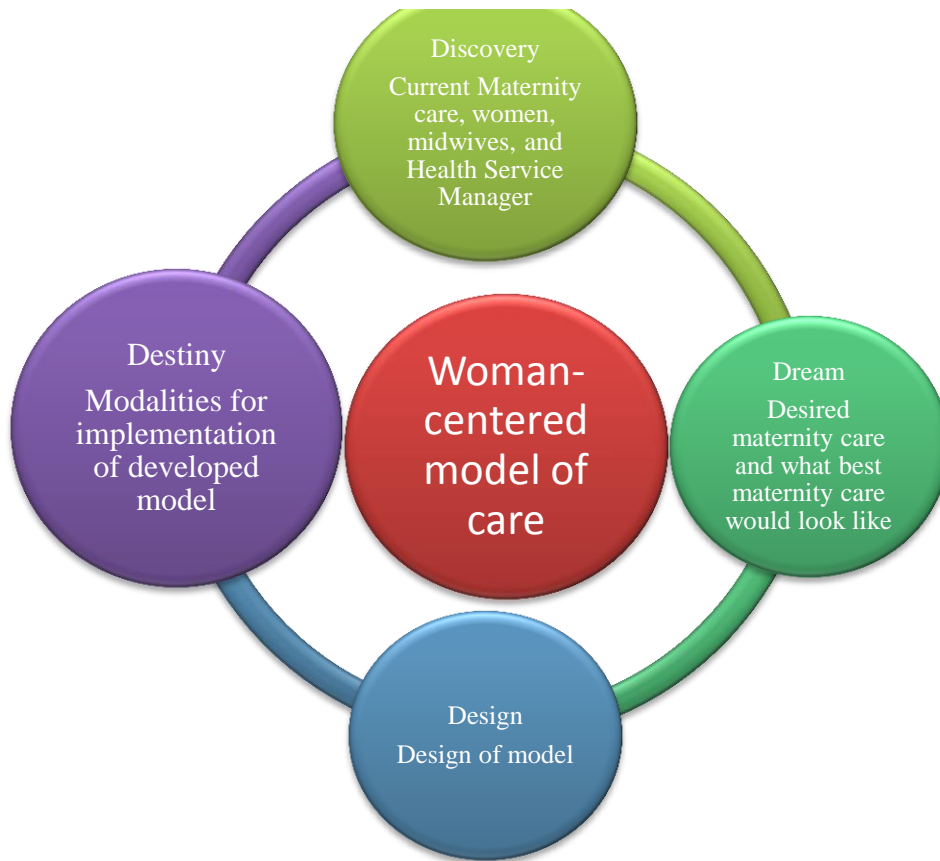 Discovery
Current Maternity
care, women,
midwives, and
Health Service
Manager
Destiny
Modalities for
implementation
of developed
model
Woman-
centered
model of
care
Dream
Desired
maternity care
and what best
maternity care
would look like
Design
Design of model